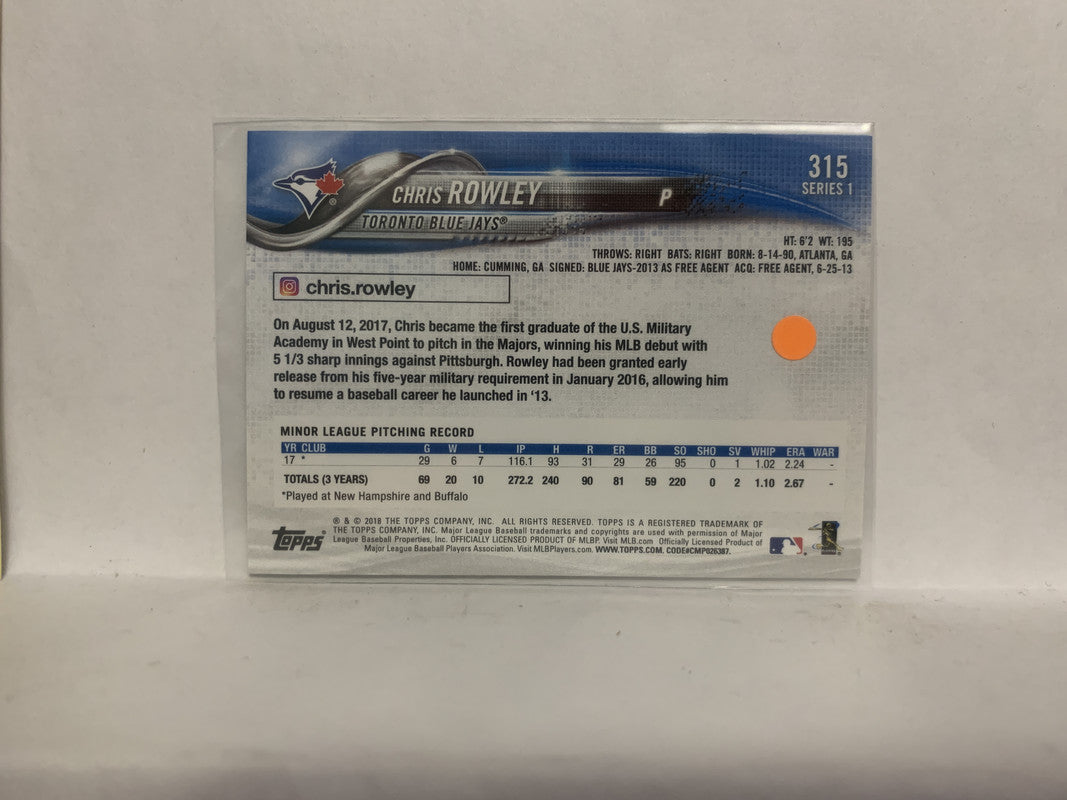 315
SERIES 1
CHRIS ROWLEY
P
TORONTO BLUE JAYS®
HT: 6'2 WT: 195
THROWS: RIGHT BATS: RIGHT BORN: 8-14-90, ATLANTA, GA
HOME: CUMMING, GA SIGNED: BLUE JAYS-2013 AS FREE AGENT ACQ: FREE AGENT, 6-25-13
chris.rowley
On August 12, 2017, Chris became the first graduate of the U.S. Military
Academy in West Point to pitch in the Majors, winning his MLB debut with
5 1/3 sharp innings against Pittsburgh. Rowley had been granted early
release from his five-year military requirement in January 2016, allowing him
to resume a baseball career he launched in '13.
MINOR LEAGUE PITCHING RECORD
YR CLUB G W L IP H R ER BB SO SHO SV WHIP ERA WAR
17 * 29 6 7 116.1 93 31 29 26 95 0 1 1.02 2.24 -
TOTALS (3 YEARS) 69 20 10 272.2 240 90 81 59 220 0 2 1.10 2.67 -
*Played at New Hampshire and Buffalo
Topps®
® & © 2018 THE TOPPS COMPANY, INC. ALL RIGHTS RESERVED. TOPPS IS A REGISTERED TRADEMARK OF
THE TOPPS COMPANY, INC. Major League Baseball trademarks and copyrights are used with permission of Major
League Baseball Properties, Inc. OFFICIALLY LICENSED PRODUCT OF MLBP. Visit MLB.com Officially Licensed Product of
Major League Baseball Players Association. Visit MLBPlayers.com. WWW.TOPPS.COM. CODE#CMP026387.